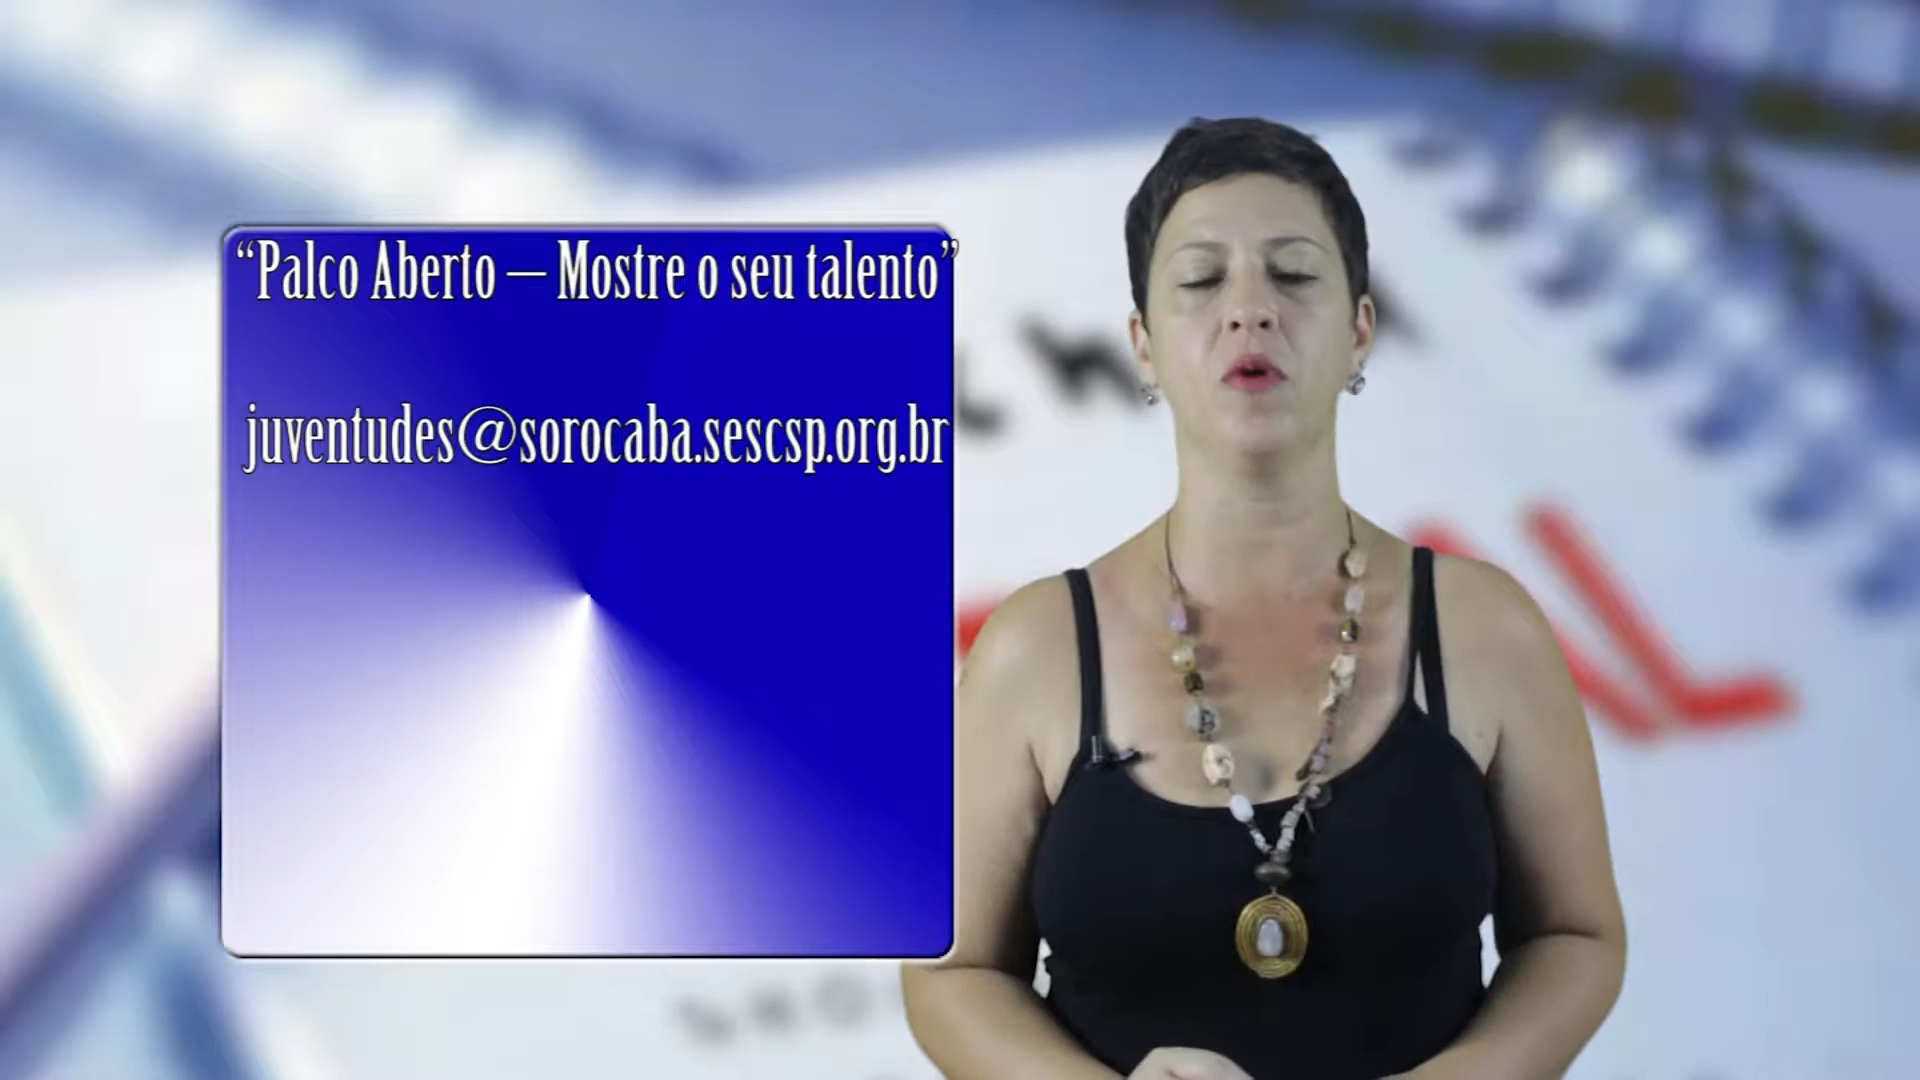 “Palco Aberto – Mostre o seu talento”
juventudes@sorocaba.sescsp.org.br